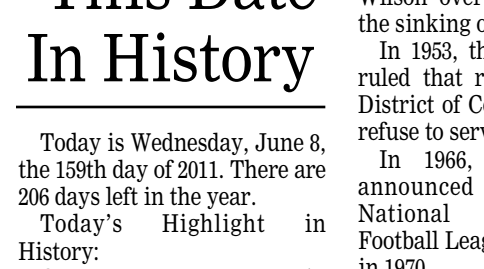 This Date
In History
Today is Wednesday, June 8,
the 159th day of 2011. There are
206 days left in the year.
Today's Highlight in
History:
Wilson over
the sinking o
In 1953, th
ruled that r
District of C
refuse to serv
In 1966,
announced
National
Football Leag
in 1970.